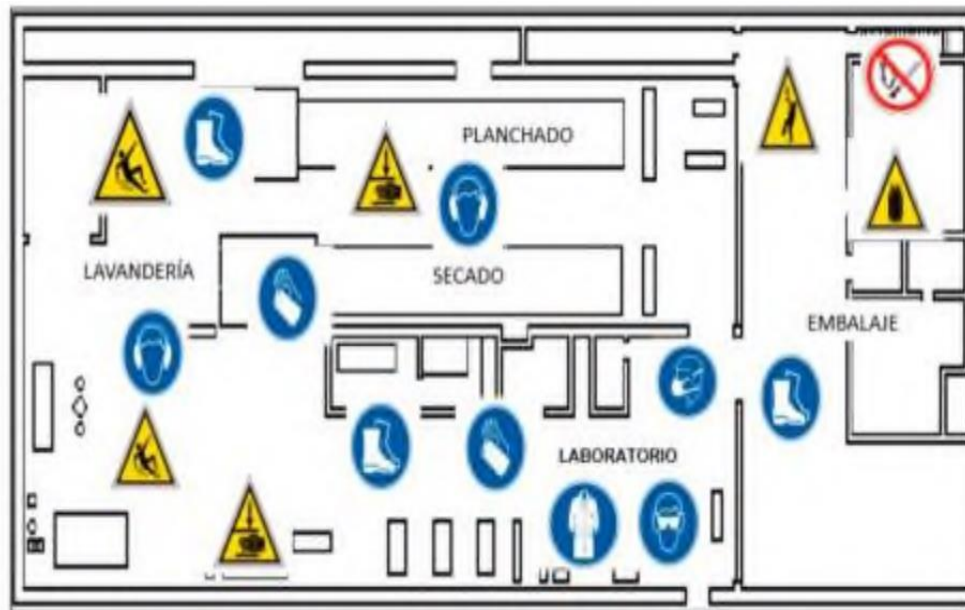 PLANCHADO
LAVANDERÍA
SECADO
EMBALAJE
LABORATORIO